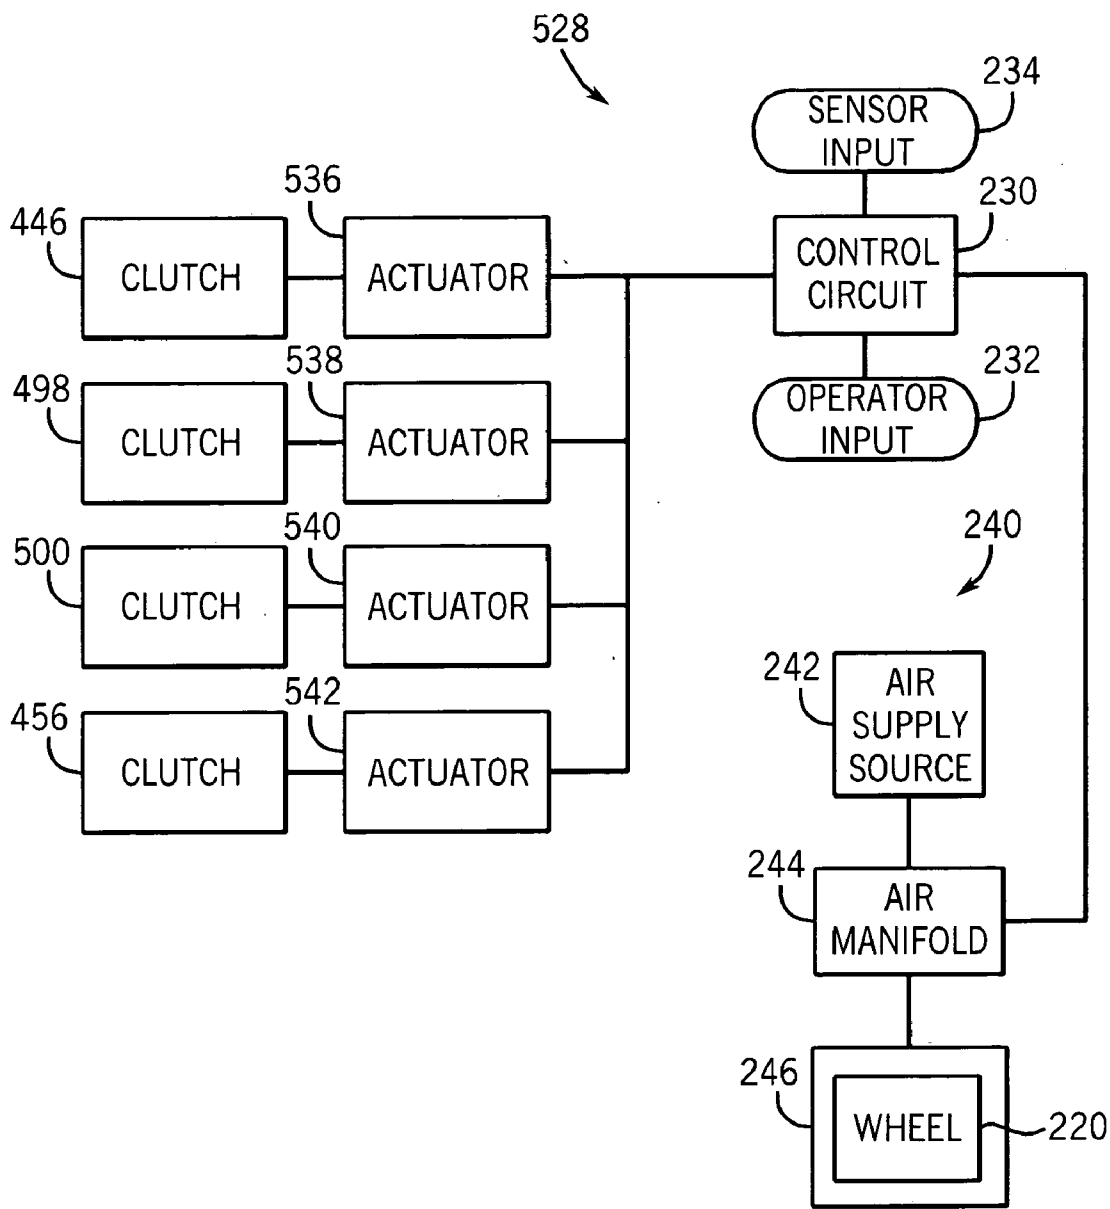 528
234
SENSOR
INPUT
536
230
446
CLUTCH
ACTUATOR
CONTROL
CIRCUIT
538
232
498
CLUTCH
ACTUATOR
OPERATOR
INPUT
540
240
500
CLUTCH
ACTUATOR
242
AIR
SUPPLY
SOURCE
542
456
CLUTCH
ACTUATOR
244
AIR
MANIFOLD
246
WHEEL
220